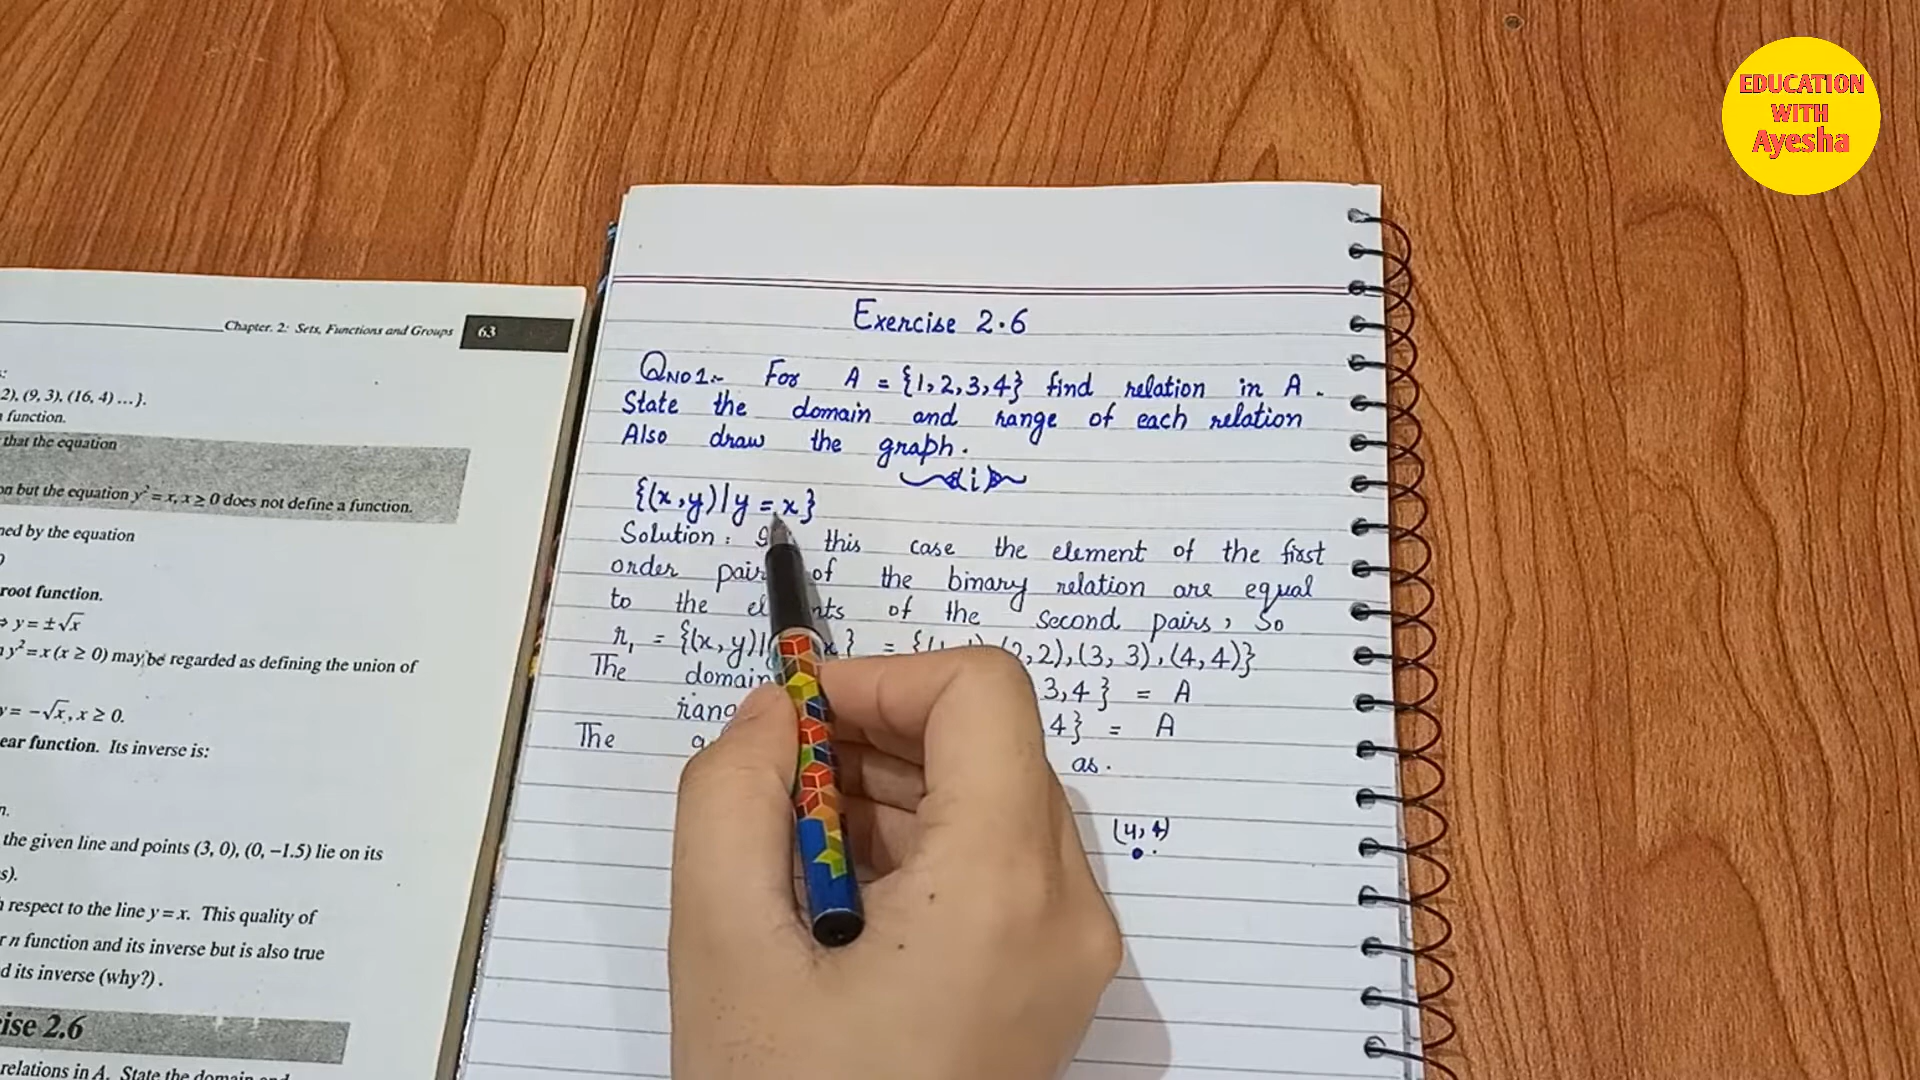 EDUCATION
WITH
Ayesha
Chapter. 2: Sets, Functions and Groups 63
2), (9, 3), (16, 4) ...}.
function.
that the equation
on but the equation y² = x, x ≥ 0 does not define a function.
ned by the equation
root function.
⇒ y = ±√x
y² = x (x ≥ 0) may be regarded as defining the union of
y = −√x, x ≥ 0.
ear function. Its inverse is:
n.
the given line and points (3, 0), (0, −1.5) lie on its
s).
respect to the line y = x. This quality of
r n function and its inverse but is also true
d its inverse (why?).
ise 2.6
relations in A. State the domain and
Exercise 2.6
QNO1:- For A = {1, 2, 3, 4} find relation in A.
State the domain and range of each relation
Also draw the graph.
(i)
{(x, y) | y = x}
Solution: this case the element of the first
order pairs of the binary relation are equal
to the of the second pairs, So
r₁ = {(x, y) | x} = { (2, 2), (3, 3), (4, 4)}
The domain 3, 4} = A
4} = A
The as.
(4, 4)